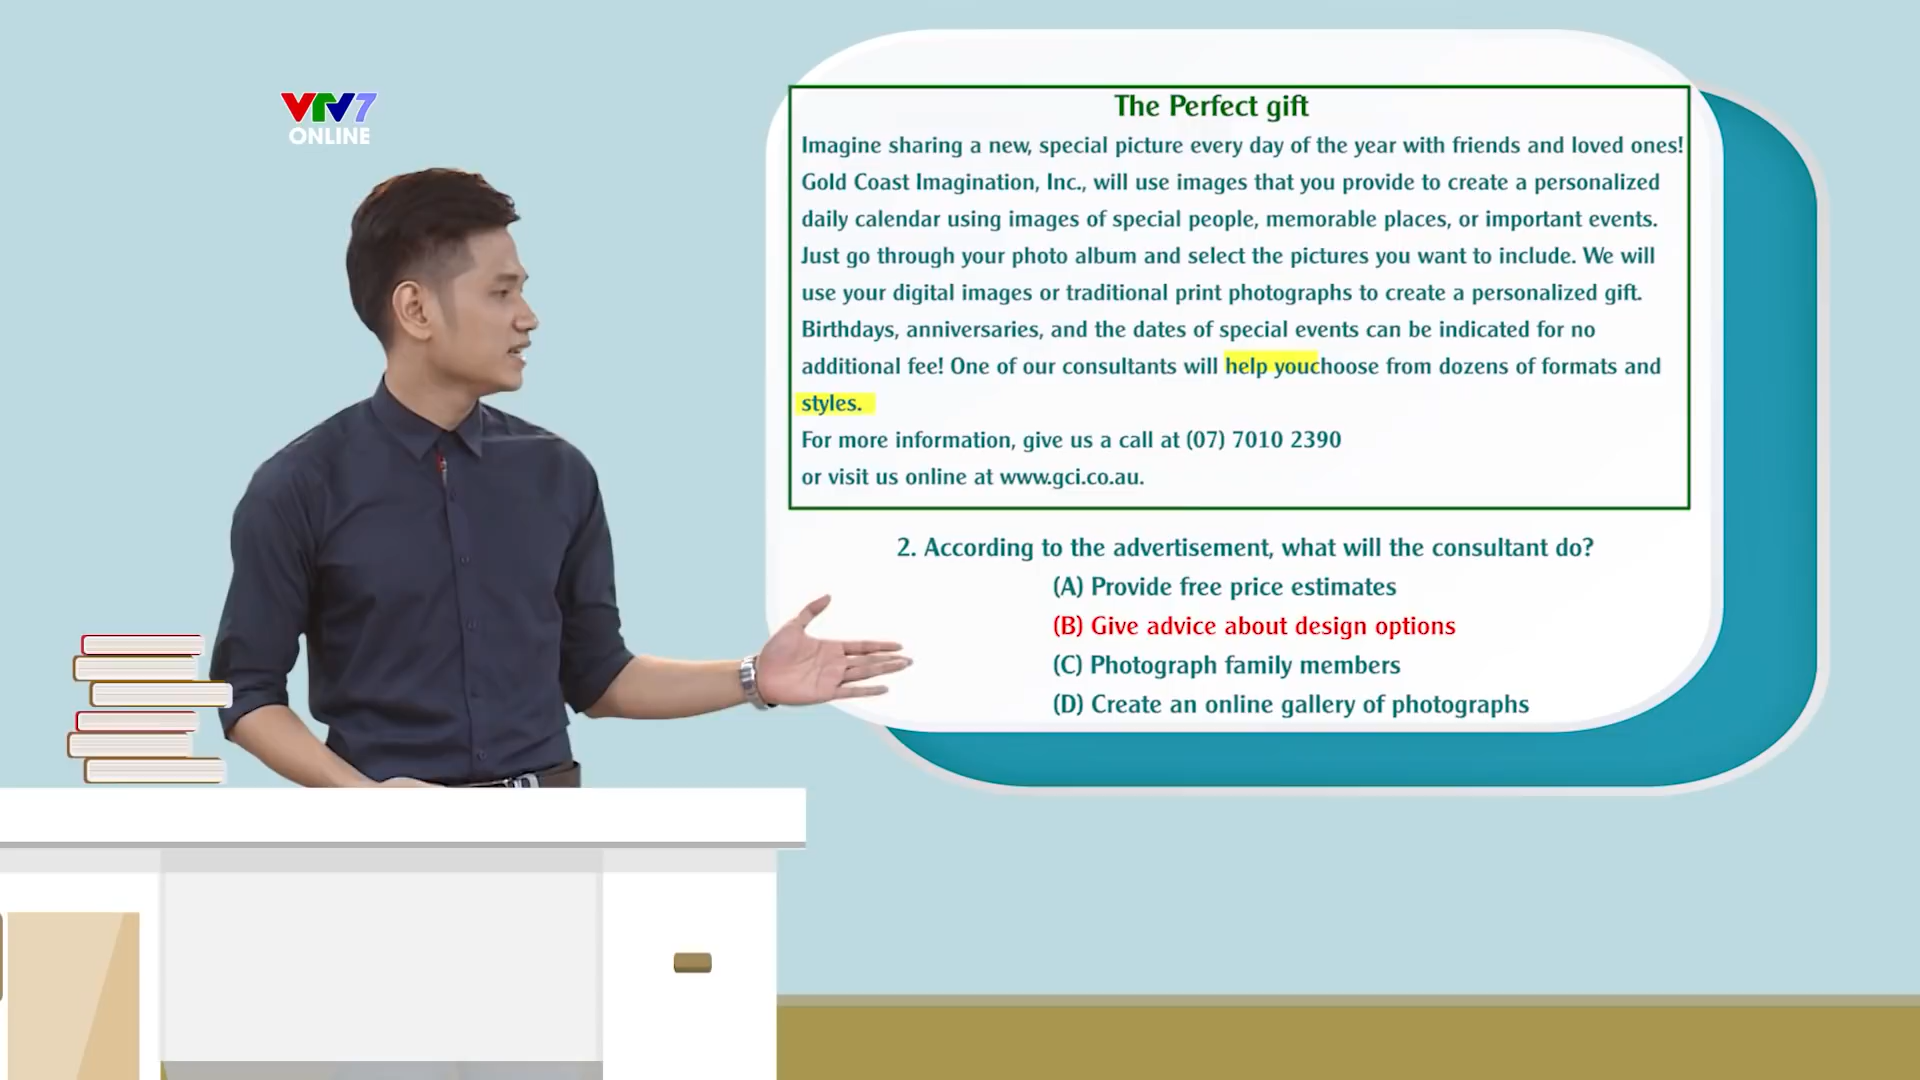 VTV7
ONLINE
The Perfect gift
Imagine sharing a new, special picture every day of the year with friends and loved ones!
Gold Coast Imagination, Inc., will use images that you provide to create a personalized
daily calendar using images of special people, memorable places, or important events.
Just go through your photo album and select the pictures you want to include. We will
use your digital images or traditional print photographs to create a personalized gift.
Birthdays, anniversaries, and the dates of special events can be indicated for no
additional fee! One of our consultants will help youchoose from dozens of formats and
styles.
For more information, give us a call at (07) 7010 2390
or visit us online at www.gci.co.au.
2. According to the advertisement, what will the consultant do?
(A) Provide free price estimates
(B) Give advice about design options
(C) Photograph family members
(D) Create an online gallery of photographs